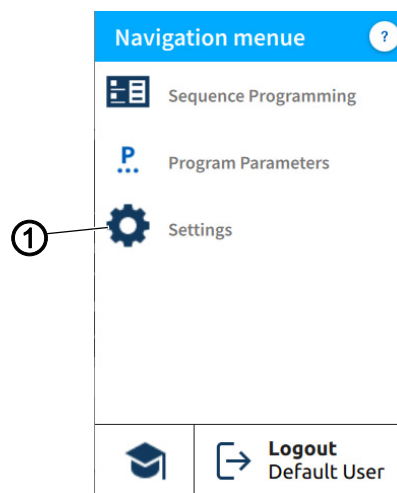 Navigation menue
?
Sequence Programming
P
Program Parameters
1
Settings
Logout
Default User